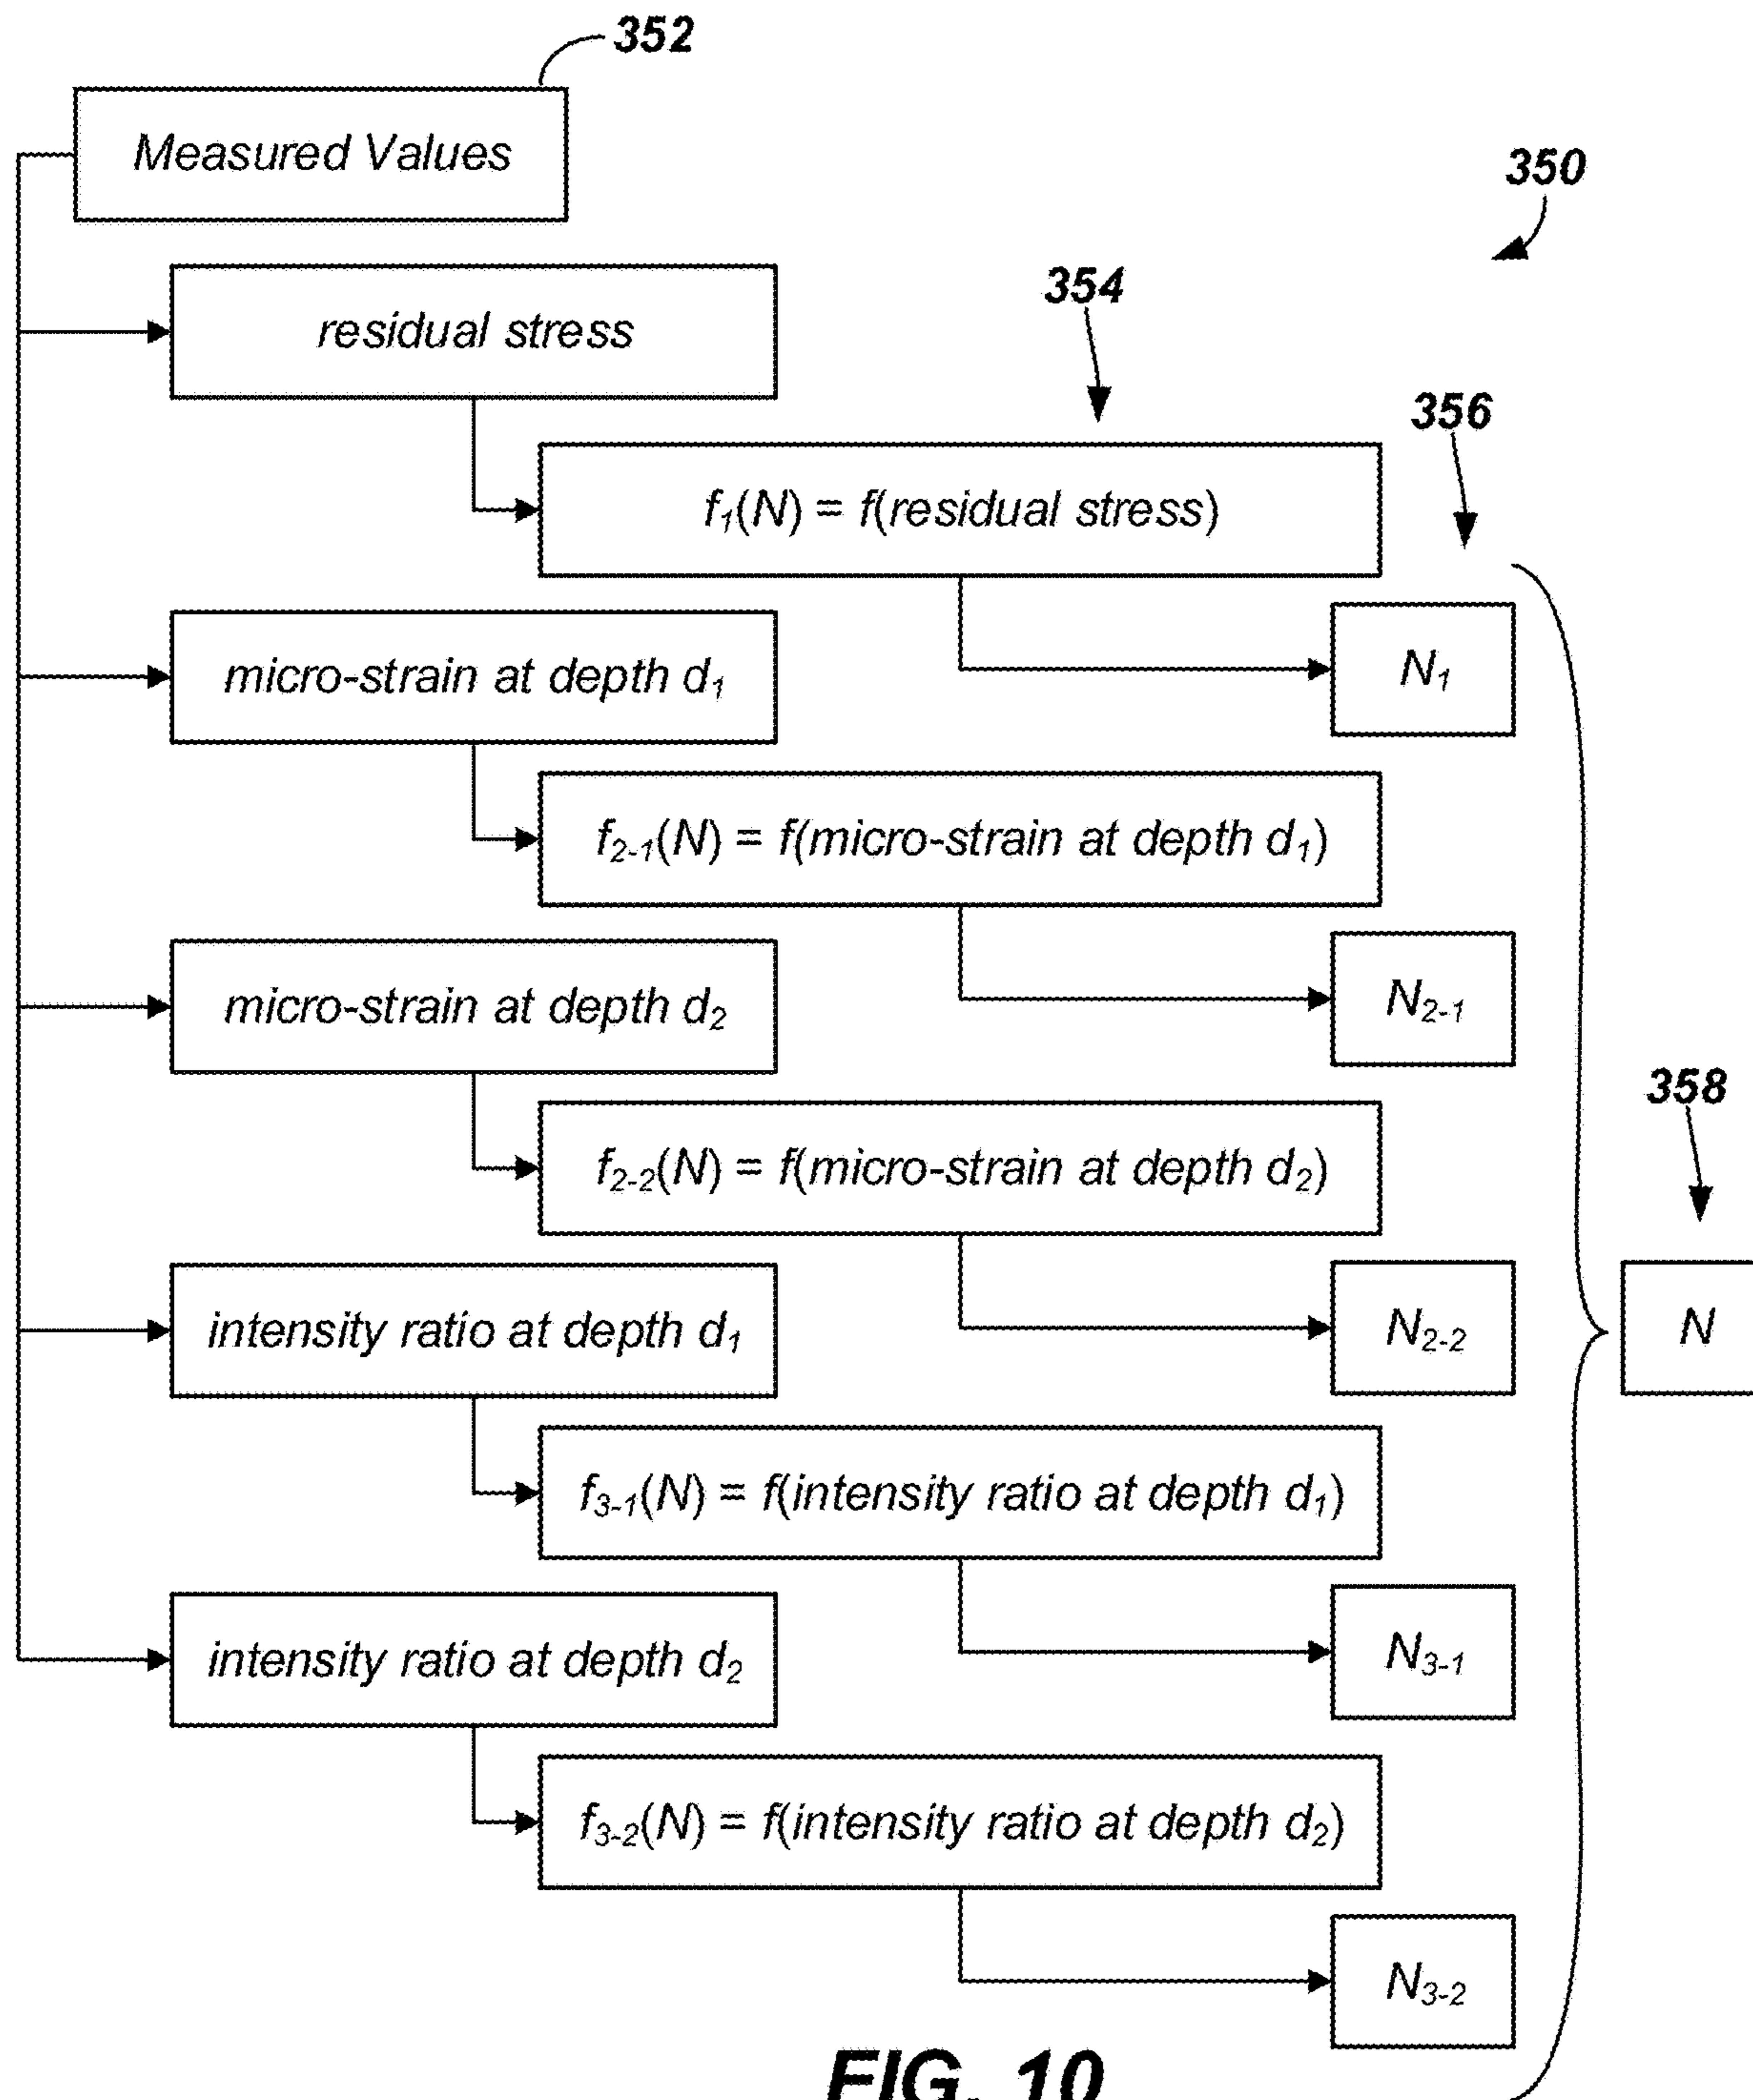 352
Measured Values
350
residual stress
354
356
f₁(N) = f(residual stress)
micro-strain at depth d₁
N₁
f₂₋₁(N) = f(micro-strain at depth d₁)
micro-strain at depth d₂
N₂₋₁
358
f₂₋₂(N) = f(micro-strain at depth d₂)
intensity ratio at depth d₁
N₂₋₂
N
f₃₋₁(N) = f(intensity ratio at depth d₁)
intensity ratio at depth d₂
N₃₋₁
f₃₋₂(N) = f(intensity ratio at depth d₂)
N₃₋₂
FIG. 10